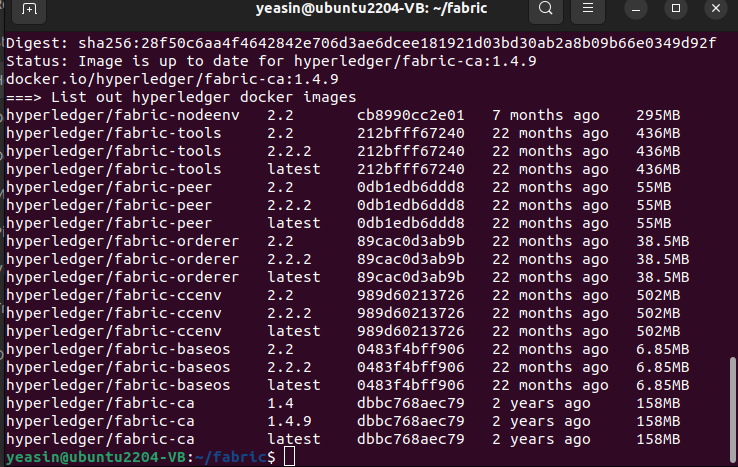 yeasin@ubuntu2204-VB: ~/fabric
Digest: sha256:28f50c6aa4f4642842e706d3ae6dcee181921d03bd30ab2a8b09b66e0349d92f
Status: Image is up to date for hyperledger/fabric-ca:1.4.9
docker.io/hyperledger/fabric-ca:1.4.9
===> List out hyperledger docker images
hyperledger/fabric-nodeenv   2.2       cb8990cc2e01   7 months ago    295MB
hyperledger/fabric-tools     2.2       212bfff67240   22 months ago   436MB
hyperledger/fabric-tools     2.2.2     212bfff67240   22 months ago   436MB
hyperledger/fabric-tools     latest    212bfff67240   22 months ago   436MB
hyperledger/fabric-peer      2.2       0db1edb6ddd8   22 months ago   55MB
hyperledger/fabric-peer      2.2.2     0db1edb6ddd8   22 months ago   55MB
hyperledger/fabric-peer      latest    0db1edb6ddd8   22 months ago   55MB
hyperledger/fabric-orderer   2.2       89cac0d3ab9b   22 months ago   38.5MB
hyperledger/fabric-orderer   2.2.2     89cac0d3ab9b   22 months ago   38.5MB
hyperledger/fabric-orderer   latest    89cac0d3ab9b   22 months ago   38.5MB
hyperledger/fabric-ccenv     2.2       989d60213726   22 months ago   502MB
hyperledger/fabric-ccenv     2.2.2     989d60213726   22 months ago   502MB
hyperledger/fabric-ccenv     latest    989d60213726   22 months ago   502MB
hyperledger/fabric-baseos    2.2       0483f4bff906   22 months ago   6.85MB
hyperledger/fabric-baseos    2.2.2     0483f4bff906   22 months ago   6.85MB
hyperledger/fabric-baseos    latest    0483f4bff906   22 months ago   6.85MB
hyperledger/fabric-ca        1.4       dbbc768aec79   2 years ago     158MB
hyperledger/fabric-ca        1.4.9     dbbc768aec79   2 years ago     158MB
hyperledger/fabric-ca        latest    dbbc768aec79   2 years ago     158MB
yeasin@ubuntu2204-VB:~/fabric$